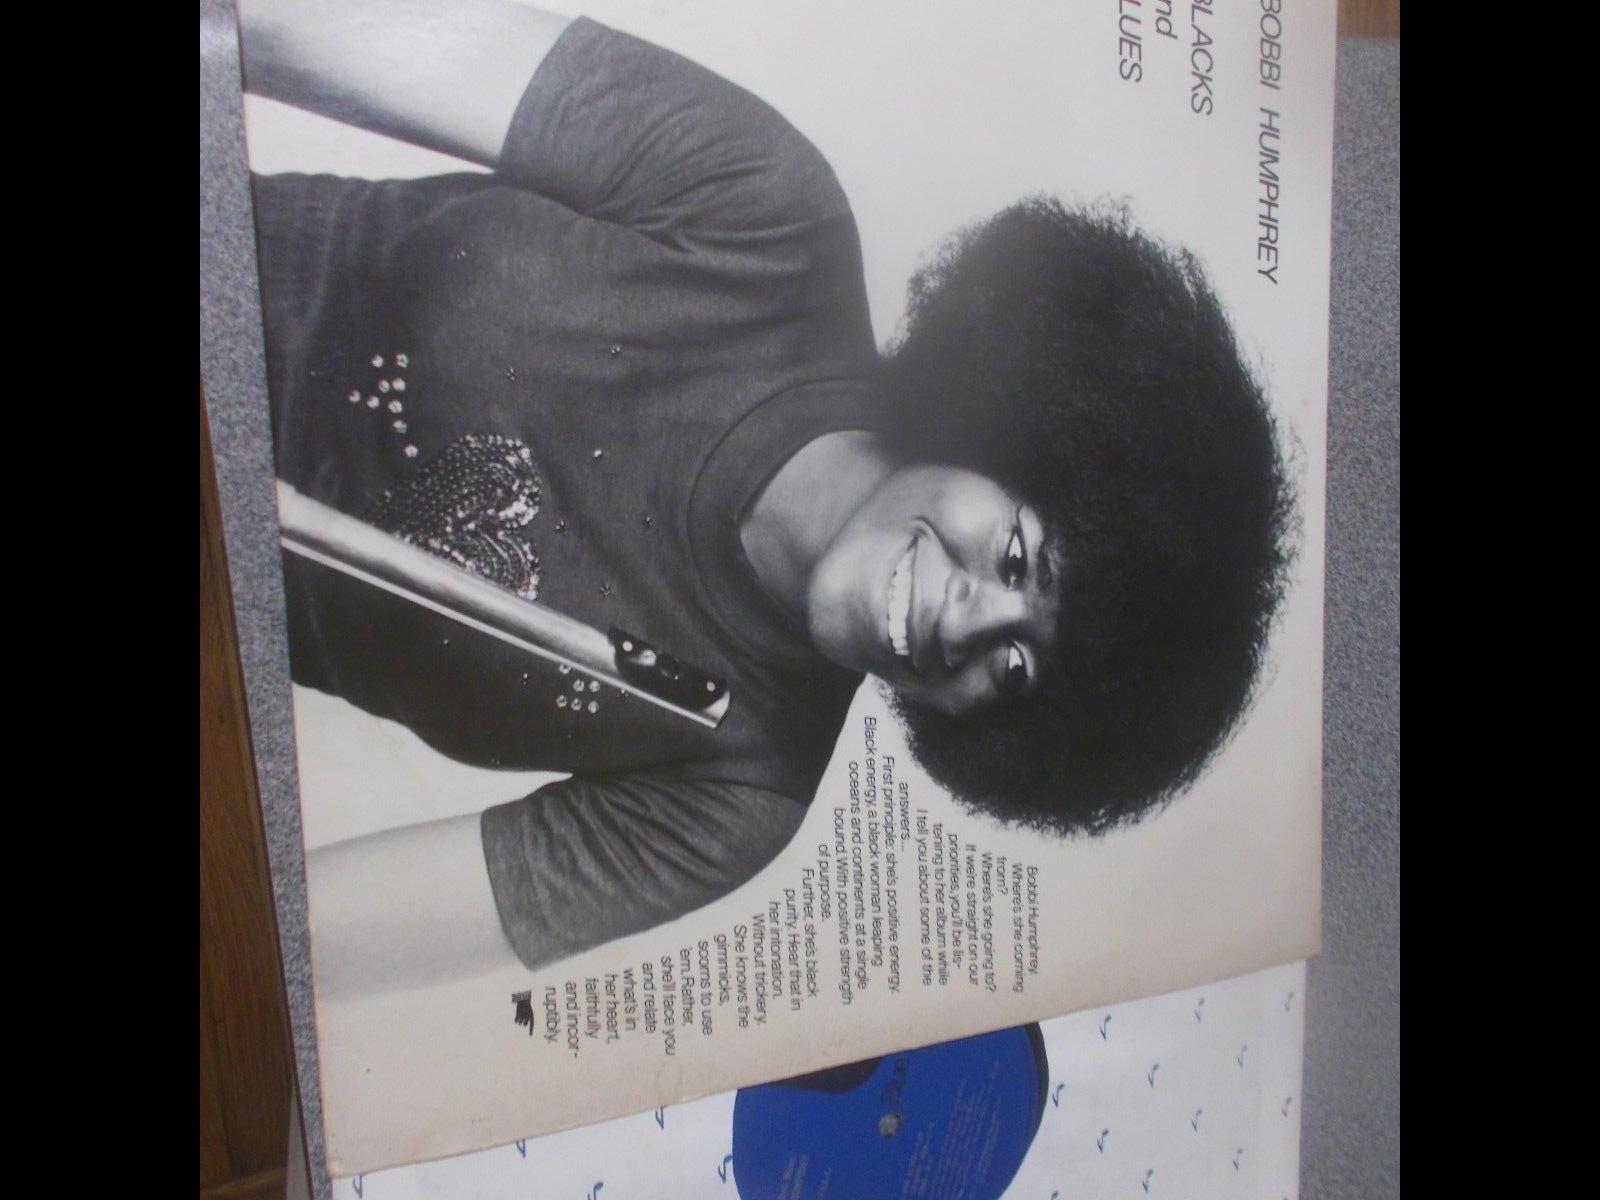 BOBBI HUMPHREY
BLACKS
and
BLUES
Bobbi Humphrey.
Where's she coming
from?
Where's she going to?
If we're straight on our
priorities, you'll be lis-
tening to her album while
I tell you about some of the
answers....
First principle: she's positive energy.
Black energy, a black woman leaping
oceans and continents at a single
bound. With positive strength
of purpose.
Further, she's black
purity. Hear that in
her intonation.
Without trickery.
She knows the
gimmicks,
scorns to use
'em. Rather,
she'll face you
and relate
what's in
her heart,
faithfully
and incor-
ruptibly.